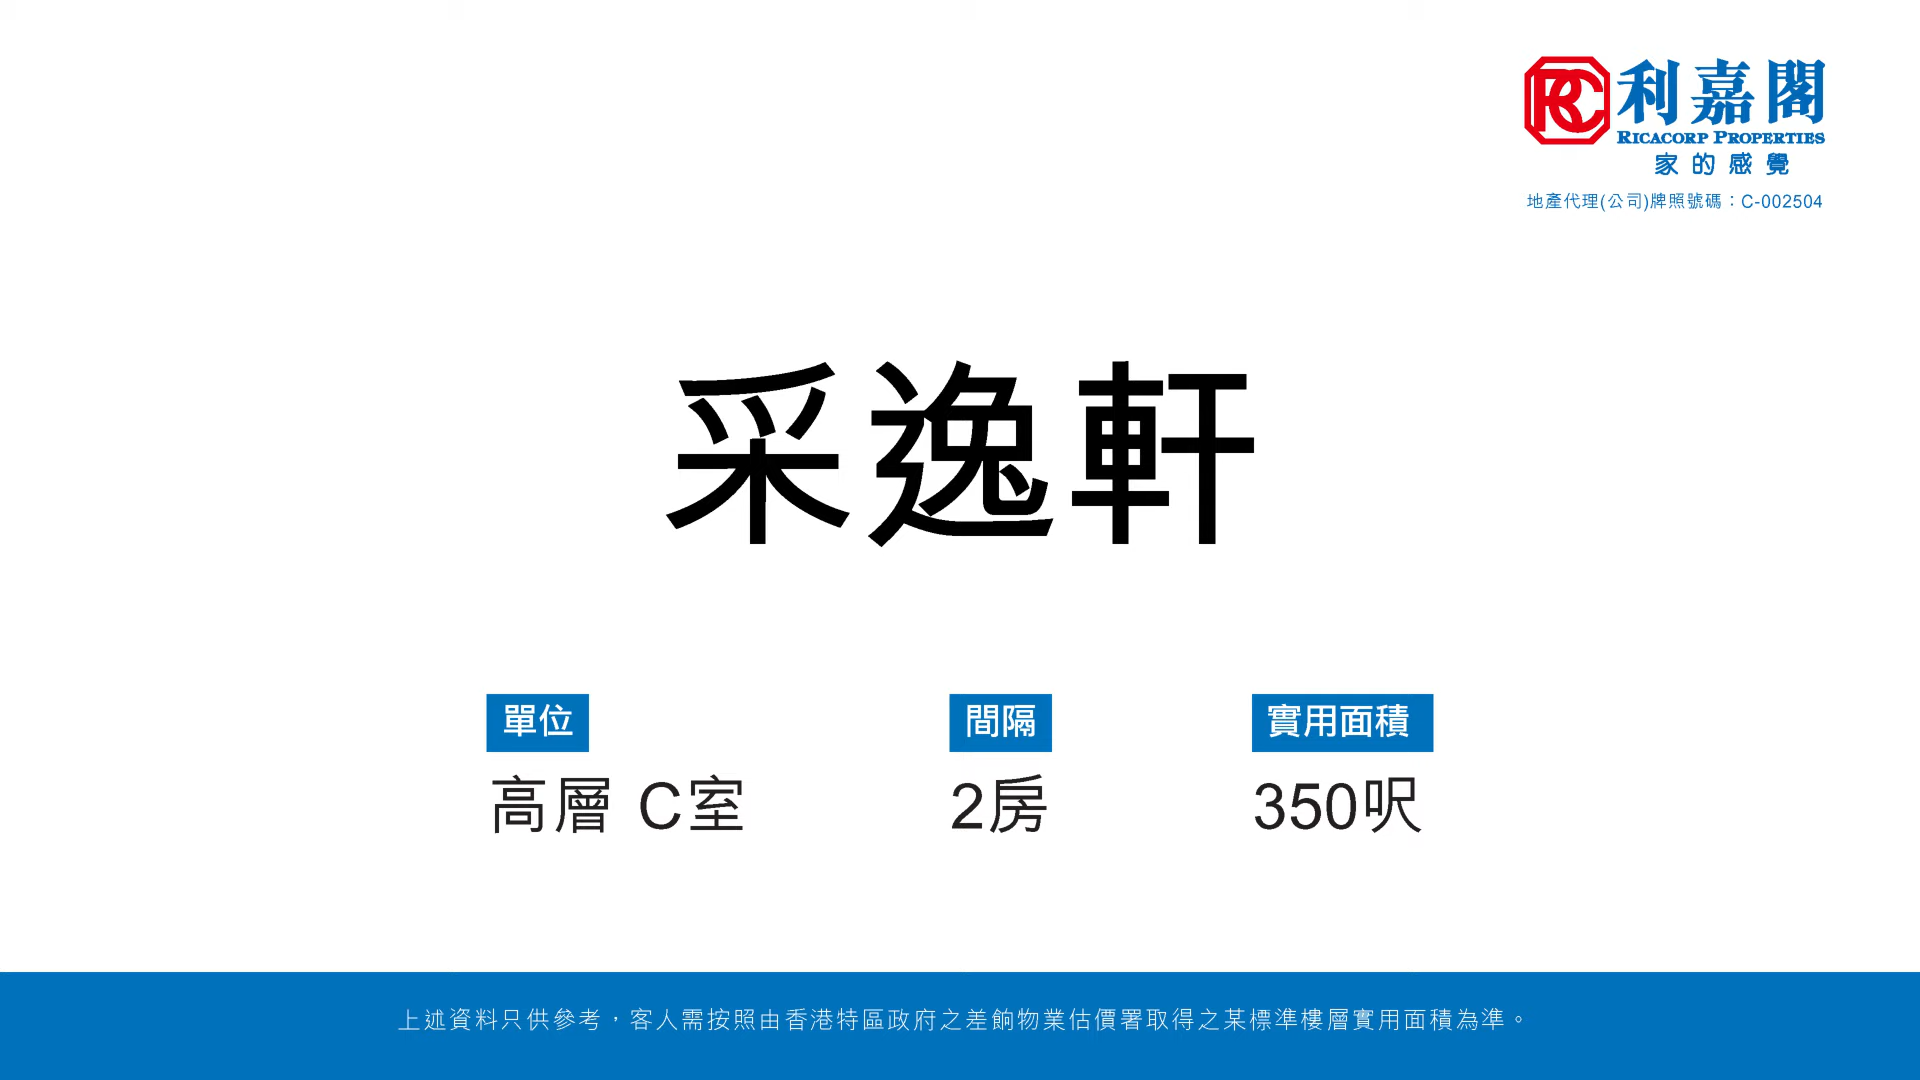 利嘉閣
RICACORP PROPERTIES
家的感覺
地產代理(公司)牌照號碼：C-002504
采逸軒
單位 間隔 實用面積
高層 C室 2房 350呎
上述資料只供參考，客人需按照由香港特區政府之差餉物業估價署取得之某標準樓層實用面積為準。